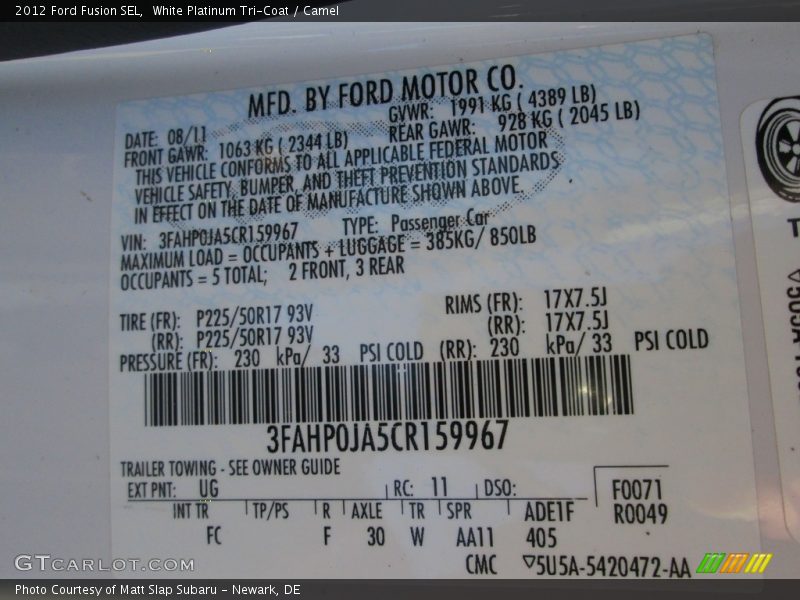 2012 Ford Fusion SEL,  White Platinum Tri-Coat / Camel
MFD. BY FORD MOTOR CO.
DATE: 08/11  GVWR: 1991 KG ( 4389 LB)
FRONT GAWR: 1063 KG ( 2344 LB)  REAR GAWR: 928 KG ( 2045 LB)
THIS VEHICLE CONFORMS TO ALL APPLICABLE FEDERAL MOTOR
VEHICLE SAFETY, BUMPER, AND THEFT PREVENTION STANDARDS
IN EFFECT ON THE DATE OF MANUFACTURE SHOWN ABOVE.
VIN: 3FAHP0JA5CR159967  TYPE: Passenger Car
MAXIMUM LOAD = OCCUPANTS + LUGGAGE = 385KG/ 850LB
OCCUPANTS = 5 TOTAL;  2 FRONT, 3 REAR
TIRE (FR): P225/50R17 93V  RIMS (FR): 17X7.5J
(RR): P225/50R17 93V  (RR): 17X7.5J
PRESSURE (FR): 230 kPa/ 33 PSI COLD (RR): 230 kPa/ 33 PSI COLD
3FAHP0JA5CR159967
TRAILER TOWING - SEE OWNER GUIDE
EXT PNT: UG  RC: 11  DSO:  F0071
INT TR  TP/PS  R  AXLE  TR  SPR  ADE1F  R0049
FC  F  30  W  AA11  405
CMC  ▽5U5A-5420472-AA
GTCARLOT.COM
Photo Courtesy of Matt Slap Subaru - Newark, DE